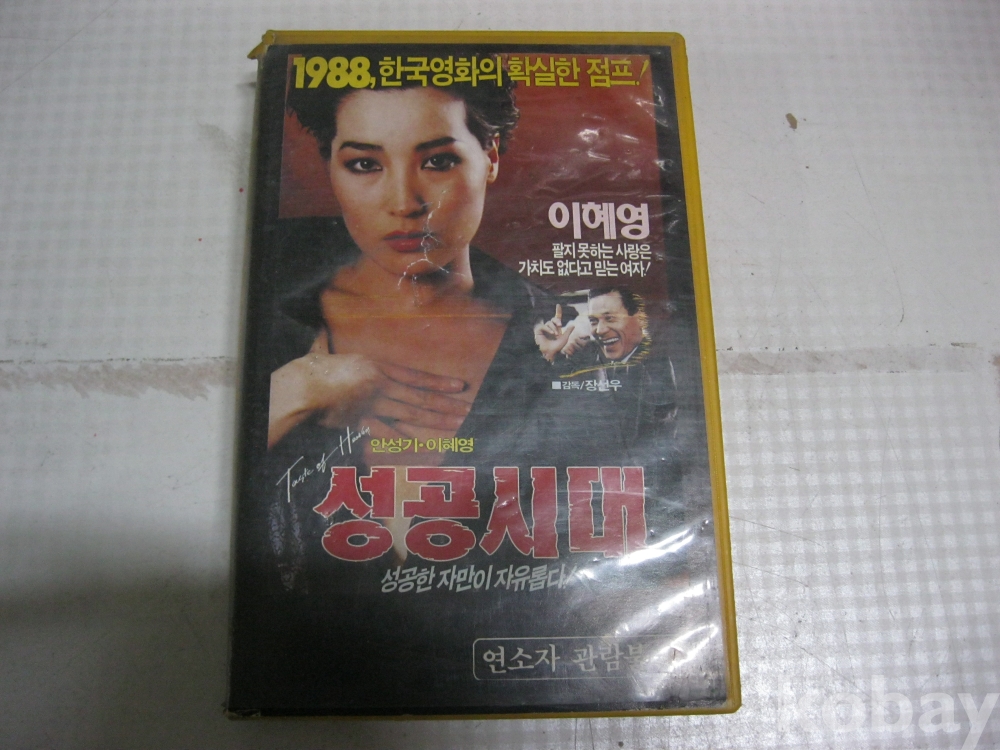 1988, 한국영화의 확실한 점프!
이혜영
팔지 못하는 사랑은
가치도 없다고 믿는 여자!
■감독/장선우
안성기·이혜영
Taste of
성공시대
성공한 자만이 자유롭다!
연소자 관람불
kobay